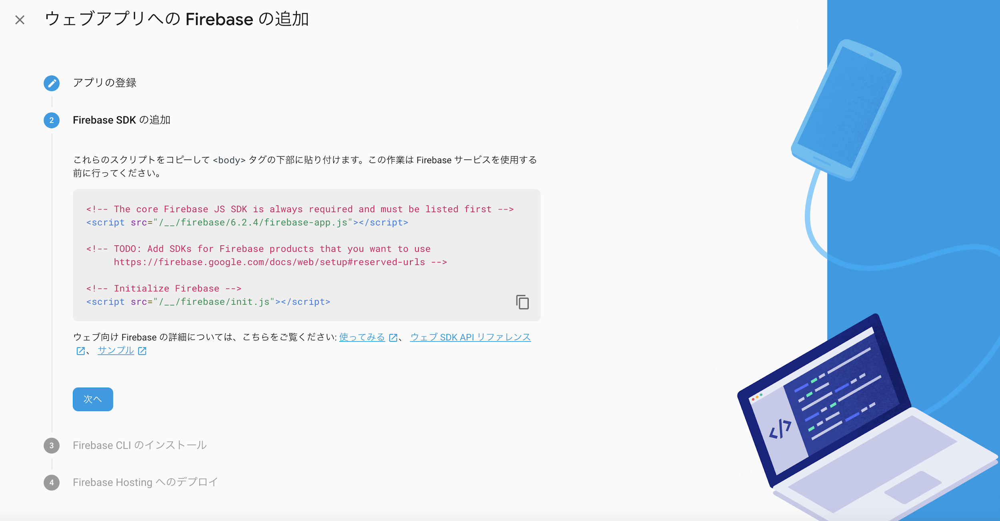 ウェブアプリへの Firebase の追加
アプリの登録
2
Firebase SDK の追加
これらのスクリプトをコピーして <body> タグの下部に貼り付けます。この作業は Firebase サービスを使用する
前に行ってください。
<!-- The core Firebase JS SDK is always required and must be listed first -->
<script src="/__/firebase/6.2.4/firebase-app.js"></script>
<!-- TODO: Add SDKs for Firebase products that you want to use
https://firebase.google.com/docs/web/setup#reserved-urls -->
<!-- Initialize Firebase -->
<script src="/__/firebase/init.js"></script>
ウェブ向け Firebase の詳細については、こちらをご覧ください: 使ってみる 、 ウェブ SDK API リファレンス
、 サンプル
次へ
3
Firebase CLI のインストール
4
Firebase Hosting へのデプロイ
</>